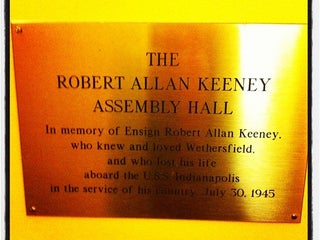 THE
ROBERT ALLAN KEENEY
ASSEMBLY HALL
In memory of Ensign Robert Allan Keeney,
who knew and loved Wethersfield,
and who lost his life
aboard the U.S.S. Indianapolis
in the service of his country, July 30, 1945